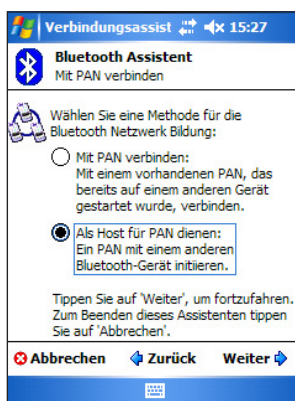 Verbindungsassist 15:27
Bluetooth Assistent
Mit PAN verbinden
Wählen Sie eine Methode für die
Bluetooth Netzwerk Bildung:
Mit PAN verbinden:
Mit einem vorhandenen PAN, das
bereits auf einem anderen Gerät
gestartet wurde, verbinden.
Als Host für PAN dienen:
Ein PAN mit einem anderen
Bluetooth-Gerät initiieren.
Tippen Sie auf 'Weiter', um fortzufahren.
Zum Beenden dieses Assistenten tippen
Sie auf 'Abbrechen'.
Abbrechen Zurück Weiter